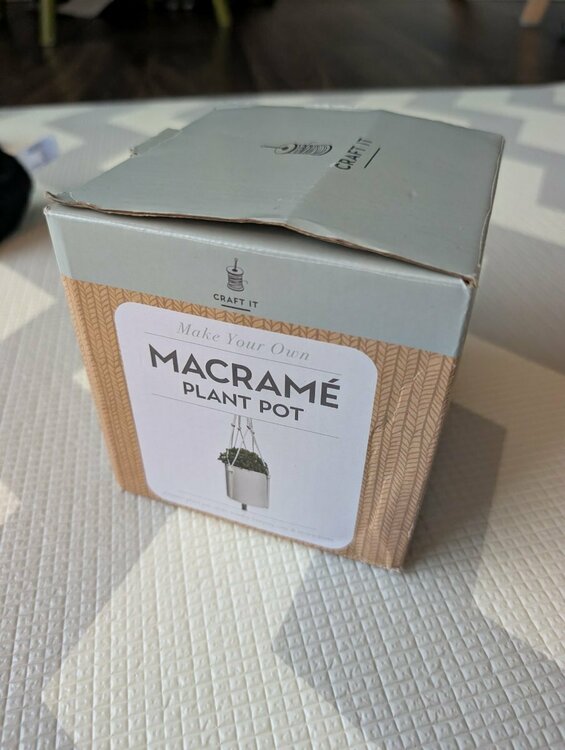 CRAFT IT
CRAFT IT
Make Your Own
MACRAMÉ
PLANT POT